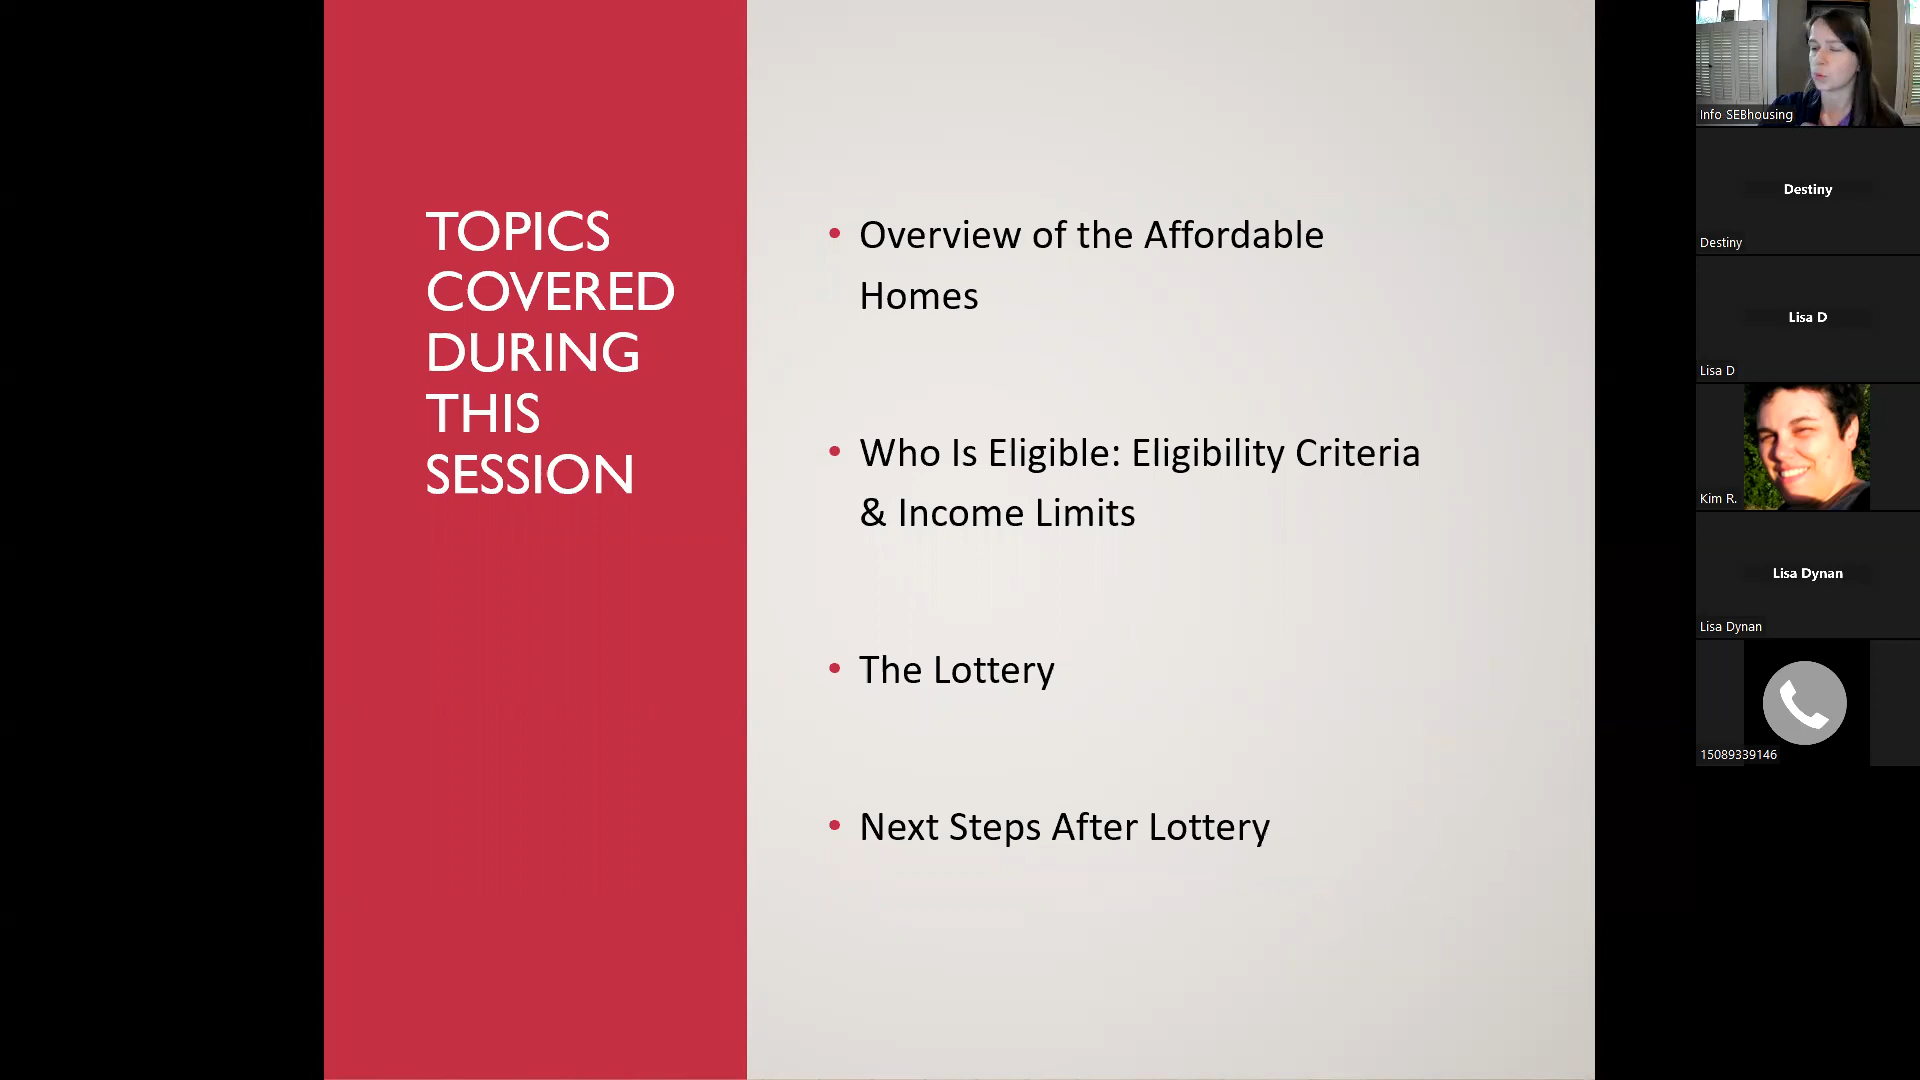 TOPICS
COVERED
DURING
THIS
SESSION
• Overview of the Affordable
Homes
• Who Is Eligible: Eligibility Criteria
& Income Limits
• The Lottery
• Next Steps After Lottery
Info SEBhousing
Destiny
Destiny
Lisa D
Lisa D
Kim R.
Lisa Dynan
Lisa Dynan
15089339146